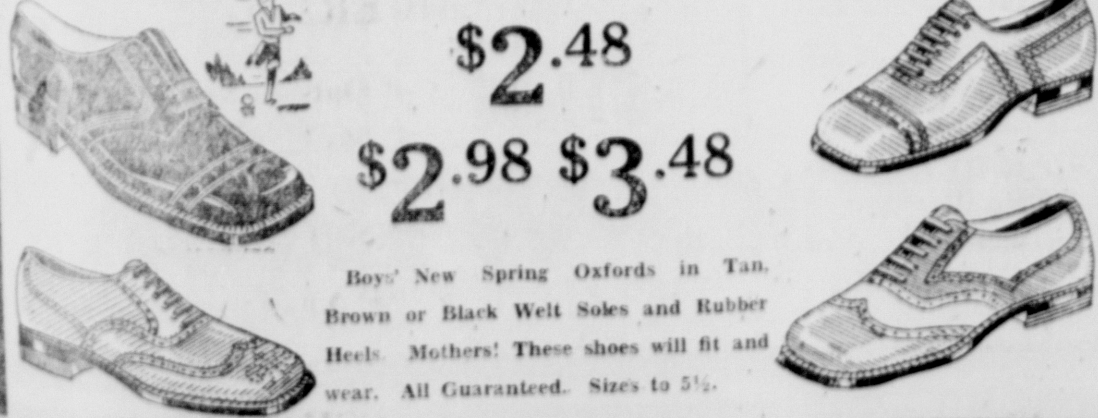 $2.48
$2.98 $3.48
Boys' New Spring Oxfords in Tan,
Brown or Black Welt Soles and Rubber
Heels. Mothers! These shoes will fit and
wear. All Guaranteed. Sizes to 5½.